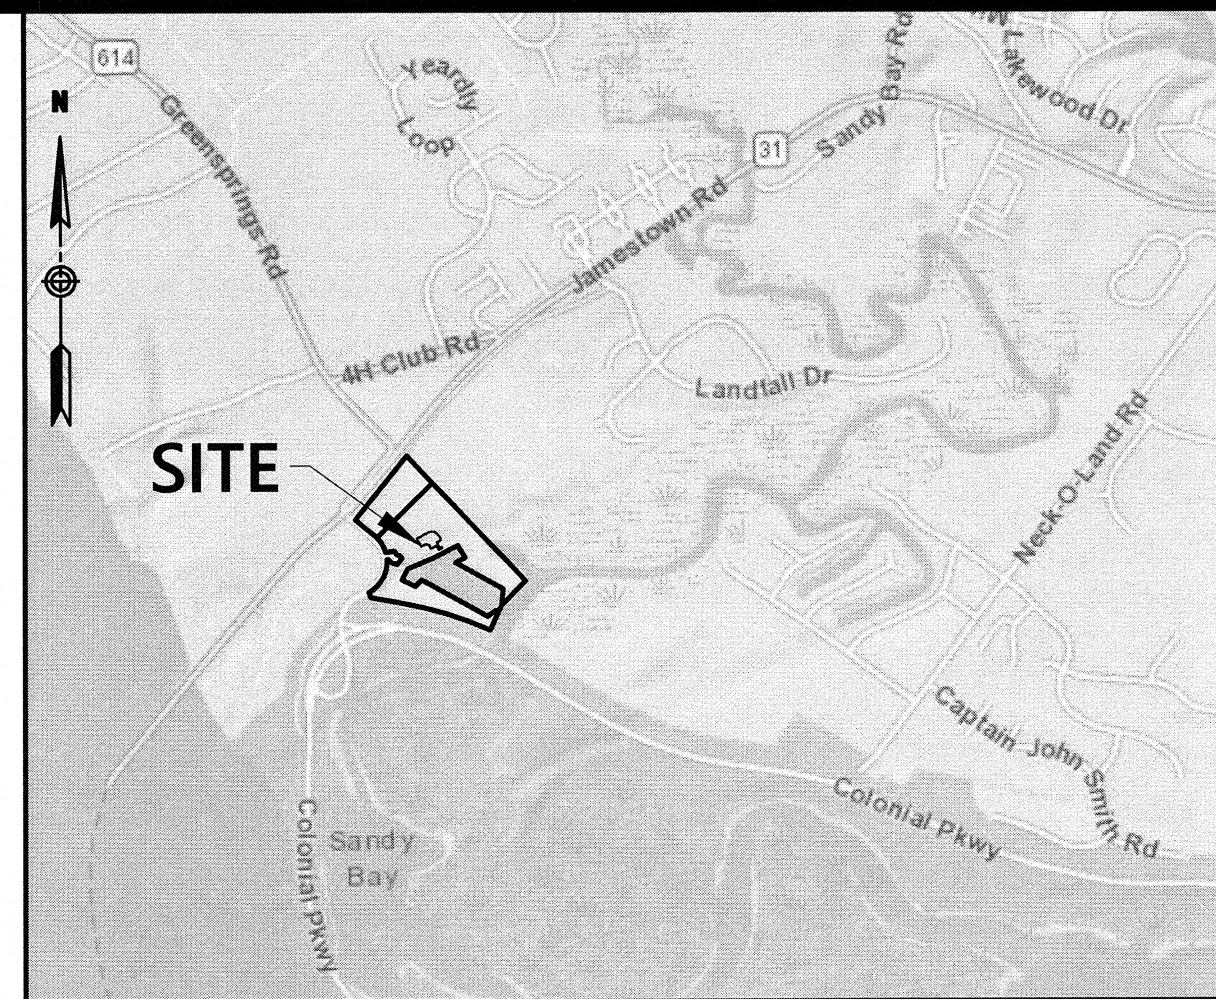 614
N
Greensprings Rd
Yeardly
Loop
31
Sandy Bay Rd
Lakewood Dr
Jamestown Rd
4H Club Rd
Landfall Dr
Neck-O-Land Rd
SITE
Captain John Smith Rd
Colonial Pkwy
Colonial Pkwy
Sandy
Bay